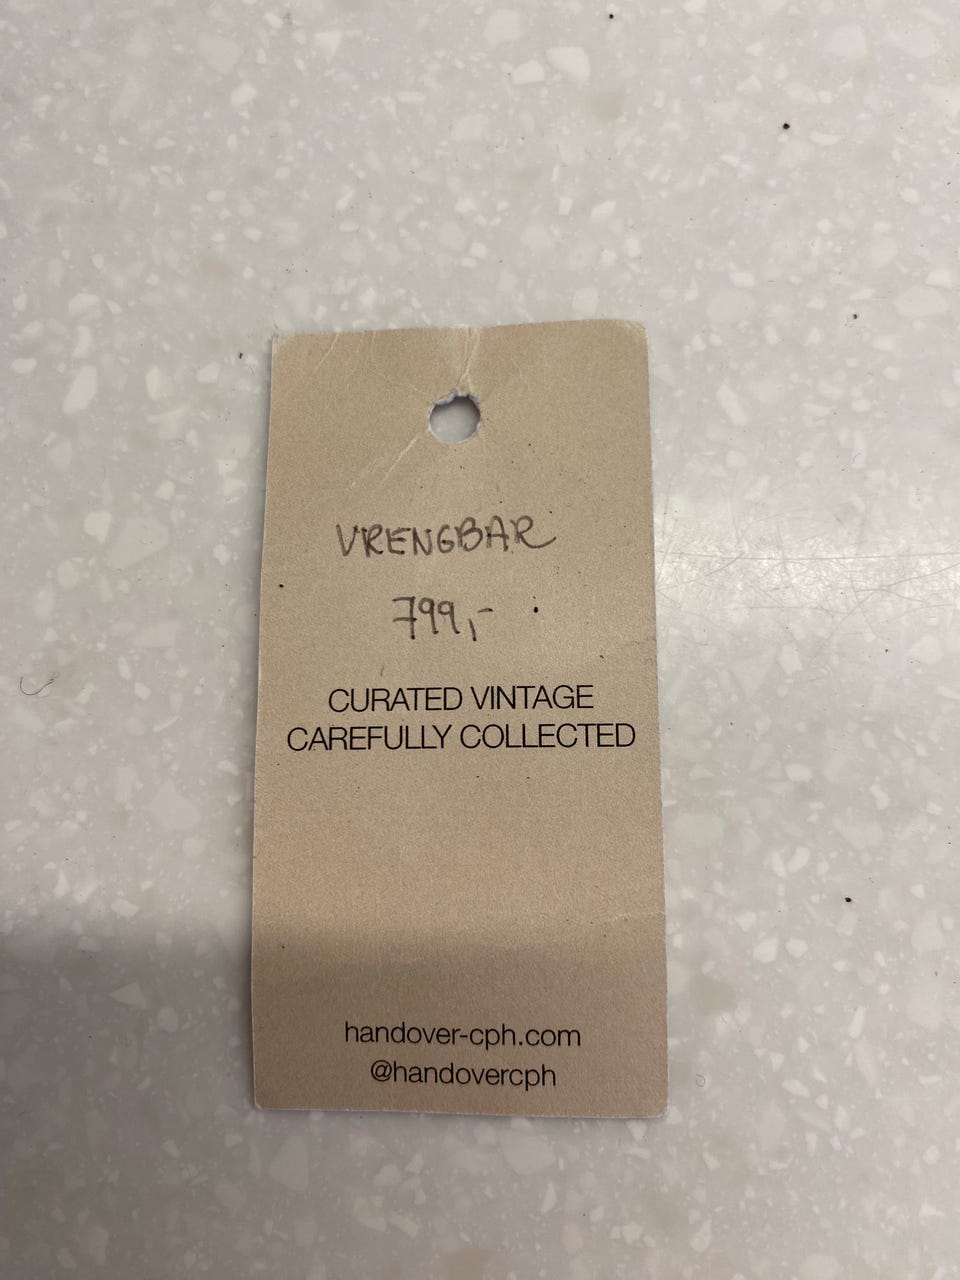 VRENGBAR
799,-
CURATED VINTAGE
CAREFULLY COLLECTED
handover-cph.com
@handovercph